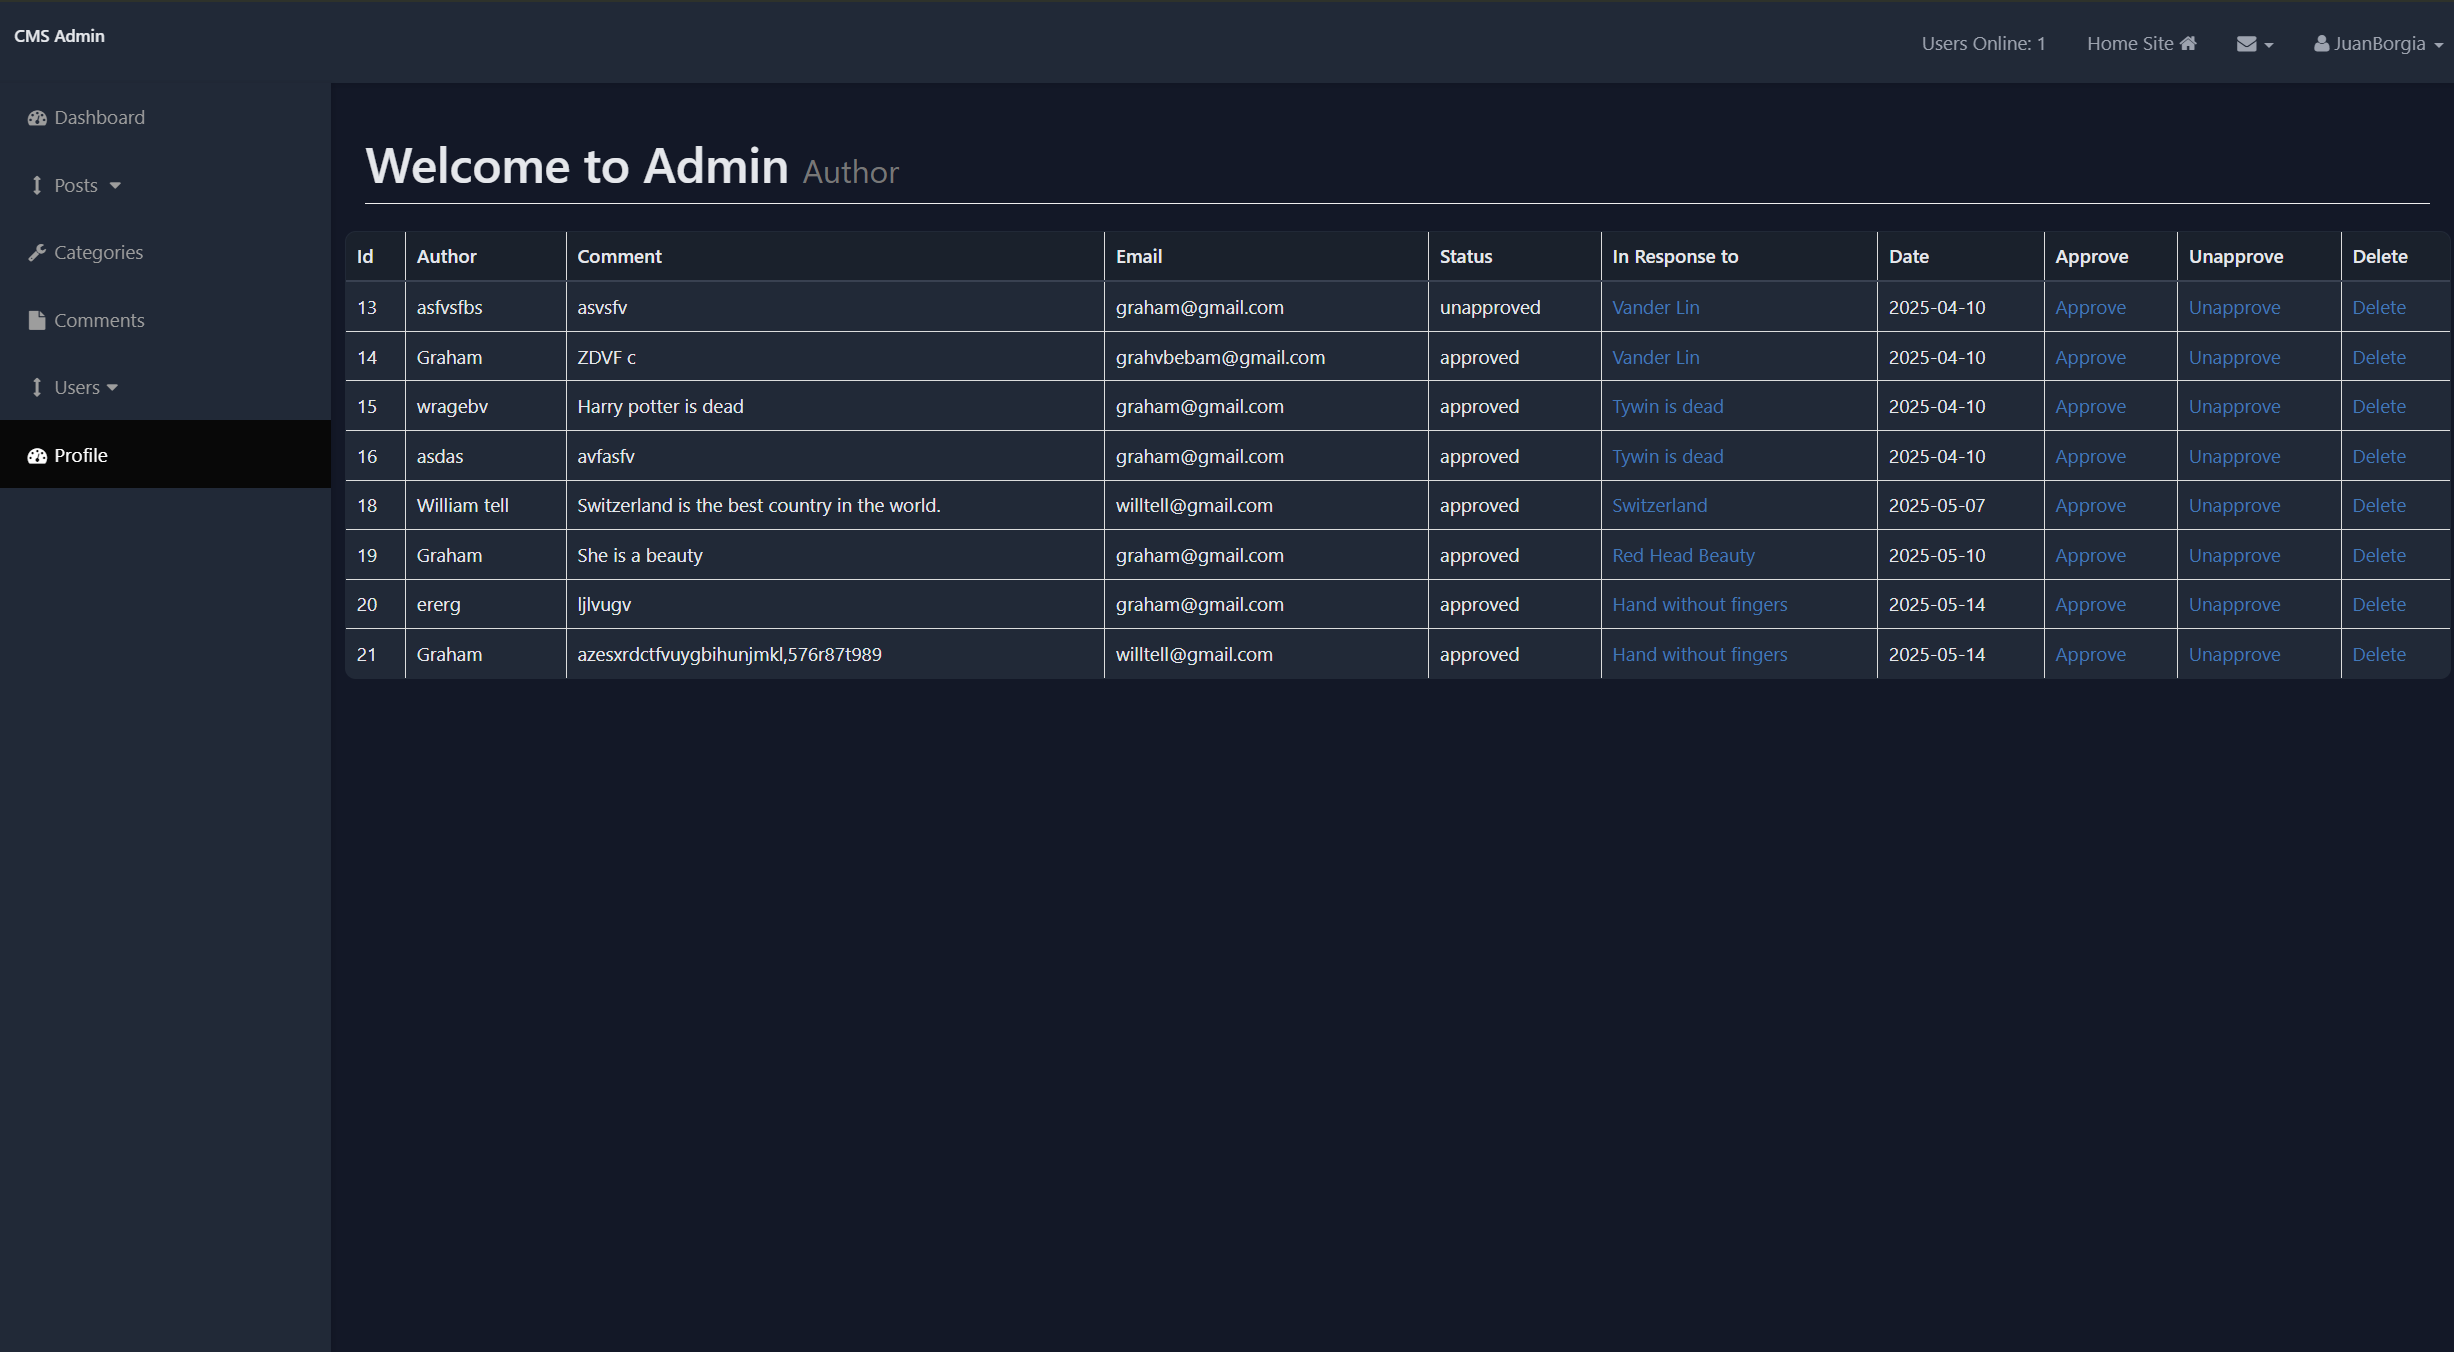 CMS Admin
Users Online: 1 Home Site JuanBorgia
Dashboard
Posts
Categories
Comments
Users
Profile
Welcome to Admin Author
Id Author Comment Email Status In Response to Date Approve Unapprove Delete
13 asfvsfbs asvsfv graham@gmail.com unapproved Vander Lin 2025-04-10 Approve Unapprove Delete
14 Graham ZDVF c grahvbebam@gmail.com approved Vander Lin 2025-04-10 Approve Unapprove Delete
15 wragebv Harry potter is dead graham@gmail.com approved Tywin is dead 2025-04-10 Approve Unapprove Delete
16 asdas avfasfv graham@gmail.com approved Tywin is dead 2025-04-10 Approve Unapprove Delete
18 William tell Switzerland is the best country in the world. willtell@gmail.com approved Switzerland 2025-05-07 Approve Unapprove Delete
19 Graham She is a beauty graham@gmail.com approved Red Head Beauty 2025-05-10 Approve Unapprove Delete
20 ererg ljlvugv graham@gmail.com approved Hand without fingers 2025-05-14 Approve Unapprove Delete
21 Graham azesxrdctfvuygbihunjmkl,576r87t989 willtell@gmail.com approved Hand without fingers 2025-05-14 Approve Unapprove Delete